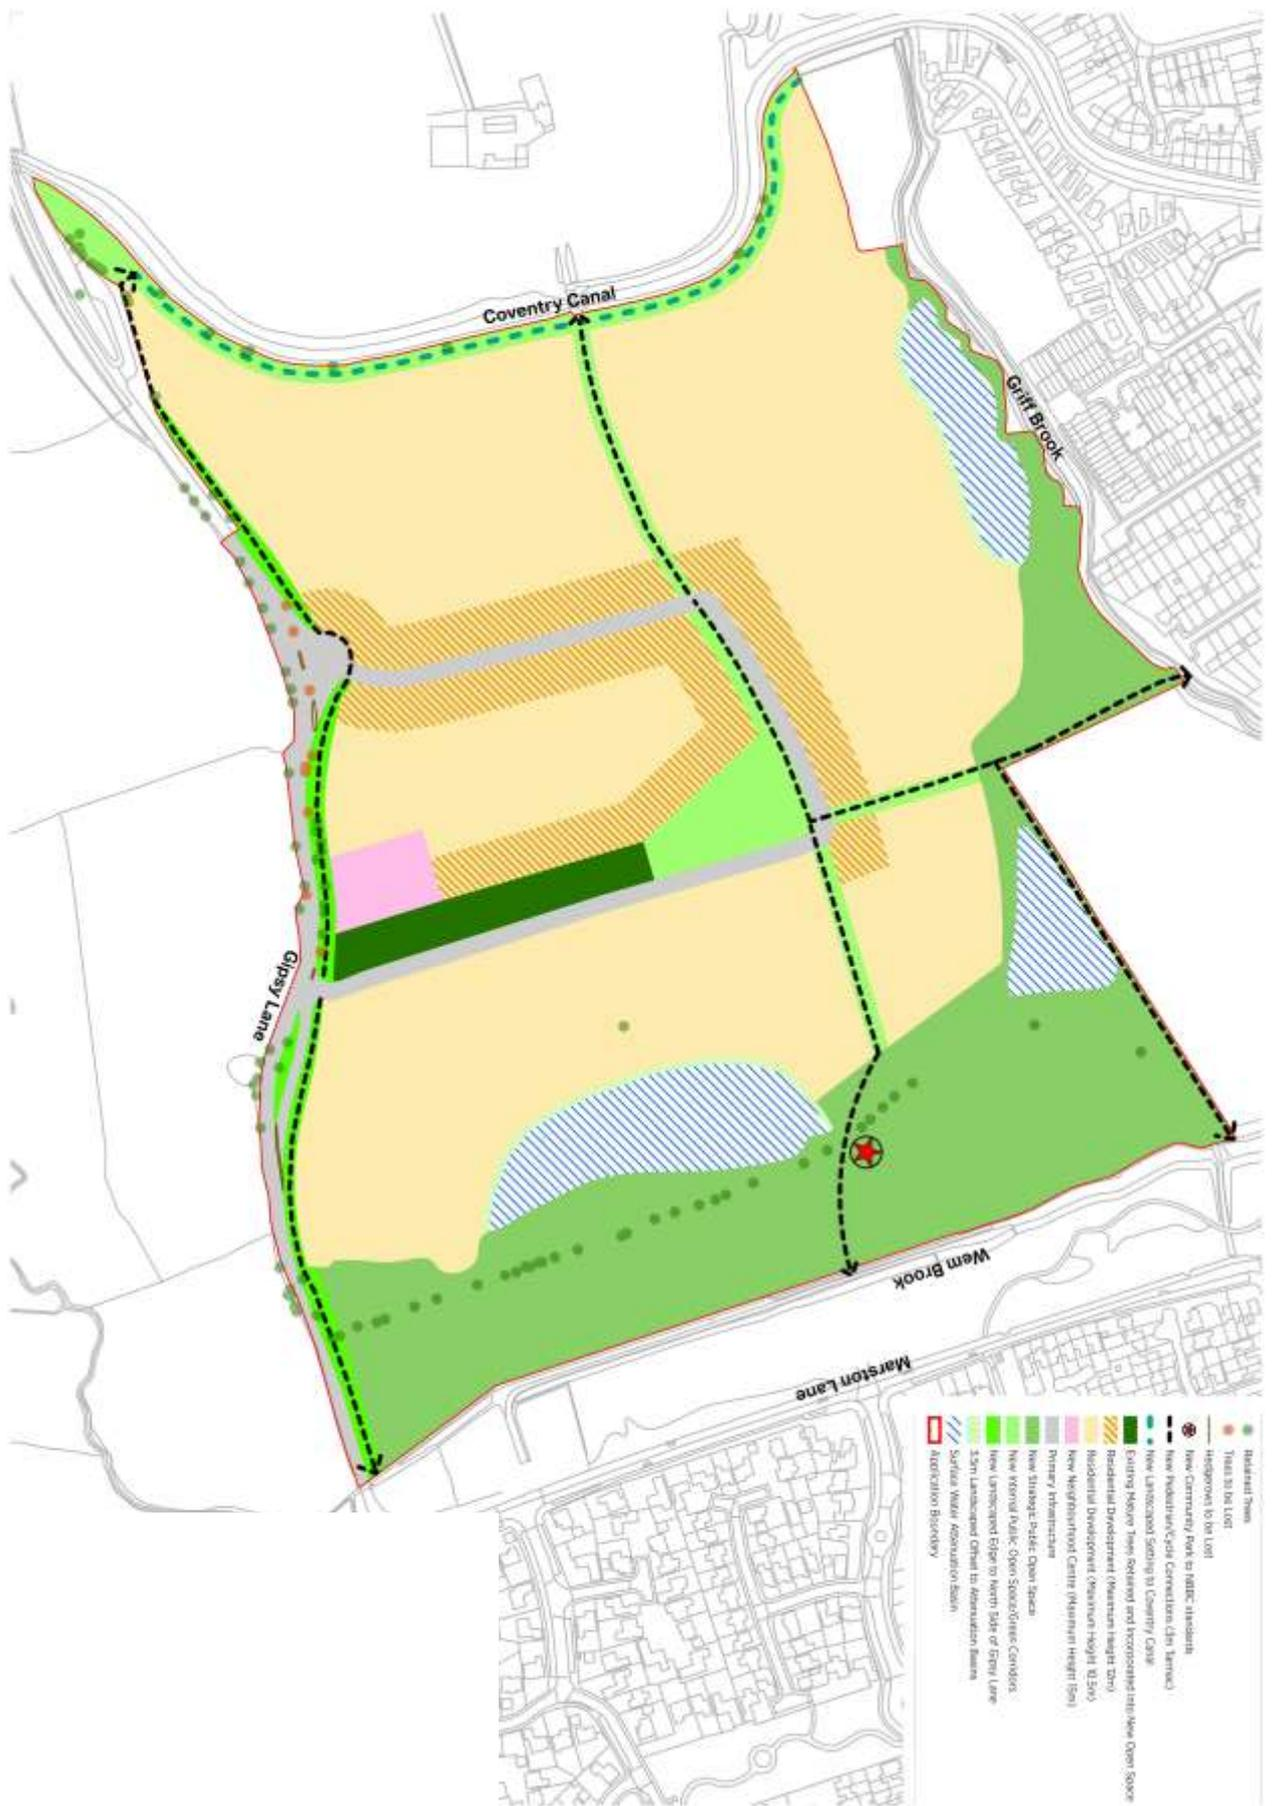 Coventry Canal
Griff Brook
Gipsy Lane
Wem Brook
Marston Lane
Retained Trees
Trees to be Lost
Hedgerows to be Lost
New Community Park to NBBC standards
New Pedestrian/Cycle Connections (3m Tarmac)
New Landscaped Setting to Coventry Canal
Existing Mature Trees Retained and Incorporated into New Open Space
Residential Development (Maximum Height 12m)
Residential Development (Maximum Height 10.5m)
New Neighbourhood Centre (Maximum Height 15m)
Primary Infrastructure
New Strategic Public Open Space
New Internal Public Open Space/Green Corridors
New Landscaped Edge to North Side of Gipsy Lane
3.5m Landscaped Offset to Attenuation Basins
Surface Water Attenuation Basin
Application Boundary